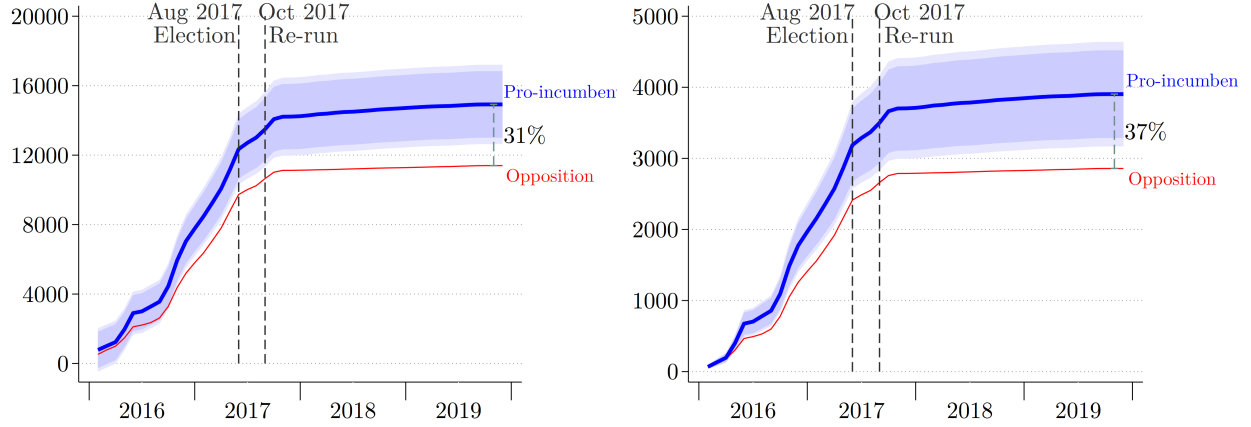 20000
16000
12000
8000
4000
0
Aug 2017
Election
Oct 2017
Re-run
Pro-incumben
31%
Opposition
2016
2017
2018
2019
5000
4000
3000
2000
1000
0
Aug 2017
Election
Oct 2017
Re-run
Pro-incumben
37%
Opposition
2016
2017
2018
2019